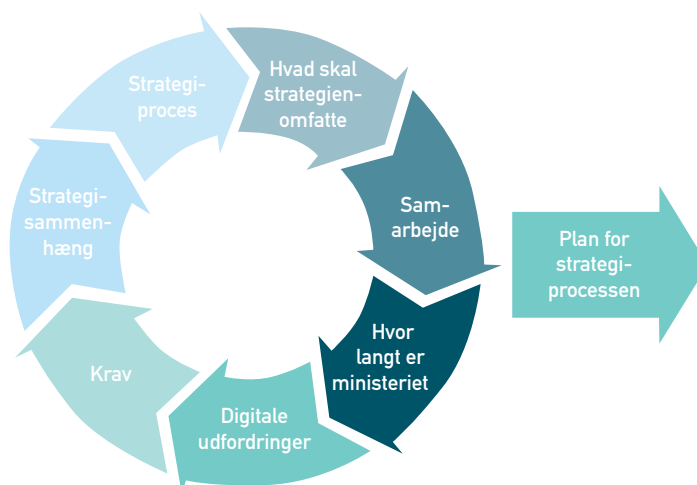 Strategi-
proces
Hvad skal
strategien-
omfatte
Sam-
arbejde
Hvor
langt er
ministeriet
Digitale
udfordringer
Krav
Strategi-
sammen-
hæng
Plan for
strategi-
processen